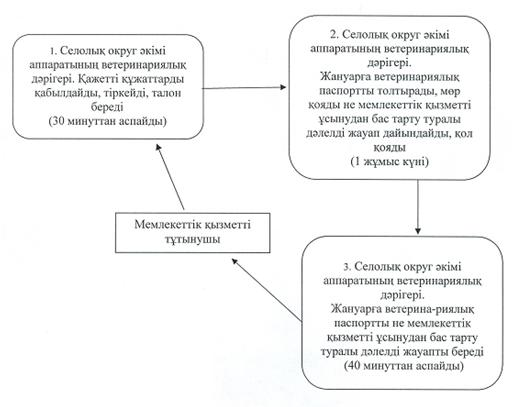 1. Селолық округ әкімі
аппаратының ветеринариялық
дәрігері. Қажетті құжаттарды
қабылдайды, тіркейді, талон
береді
(30 минуттан аспайды)
2. Селолық округ әкімі
аппаратының ветеринариялық
дәрігері.
Жануарға ветеринариялық
паспортты толтырады, мөр
қояды не мемлекеттік қызметті
ұсынудан бас тарту туралы
дәлелді жауап дайындайды, қол
қояды
(1 жұмыс күні)
Мемлекеттік қызметті
тұтынушы
3. Селолық округ әкімі
аппаратының ветеринариялық
дәрігері.
Жануарға ветерина-риялық
паспортты не мемлекеттік
қызметті ұсынудан бас тарту
туралы дәлелді жауапты береді
(40 минуттан аспайды)